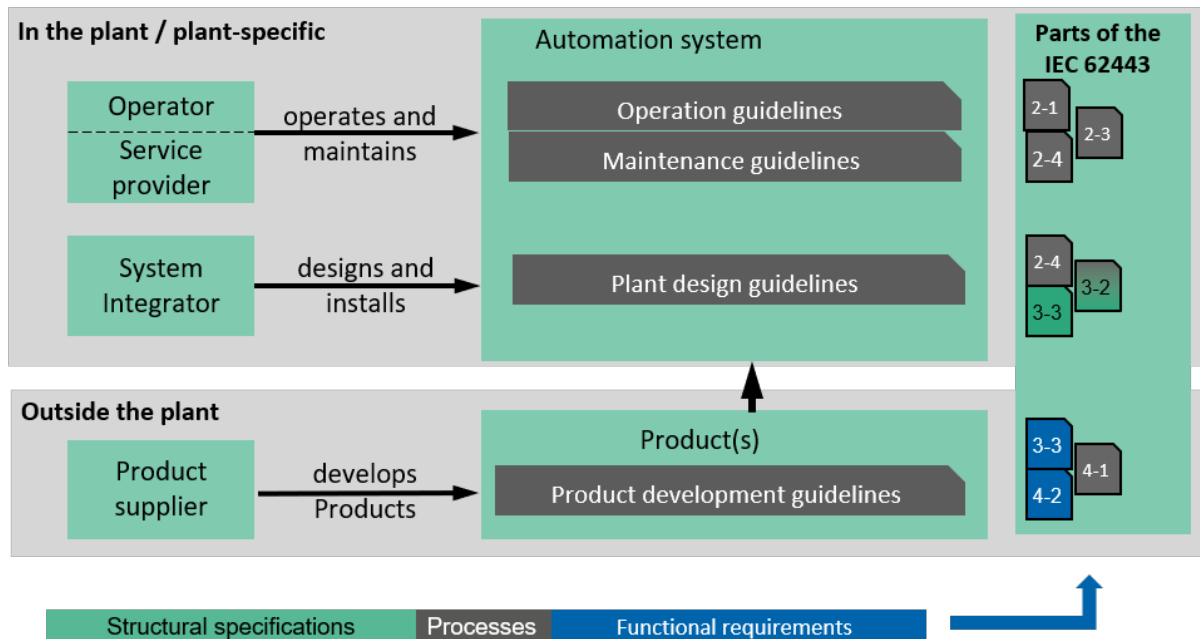 In the plant / plant-specific
Automation system
Parts of the
IEC 62443
Operator
Service
provider
operates and
maintains
Operation guidelines
Maintenance guidelines
2-1
2-3
2-4
System
Integrator
designs and
installs
Plant design guidelines
2-4
3-2
3-3
Outside the plant
Product
supplier
develops
Products
Product(s)
Product development guidelines
3-3
4-1
4-2
Structural specifications
Processes
Functional requirements